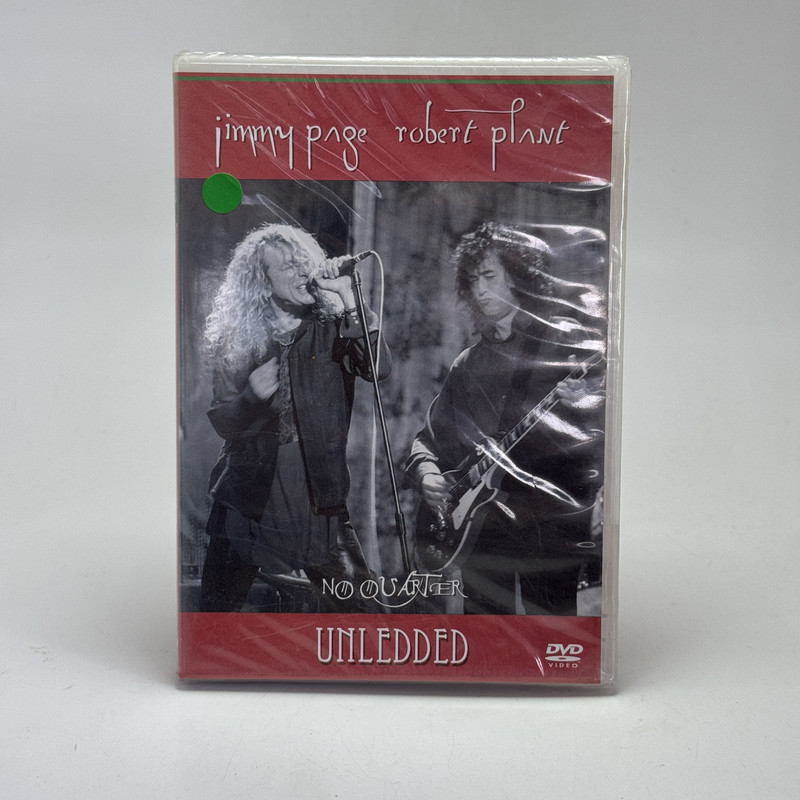 jimmy page robert plant
NO QUARTER
UNLEDDED
DVD
VIDEO